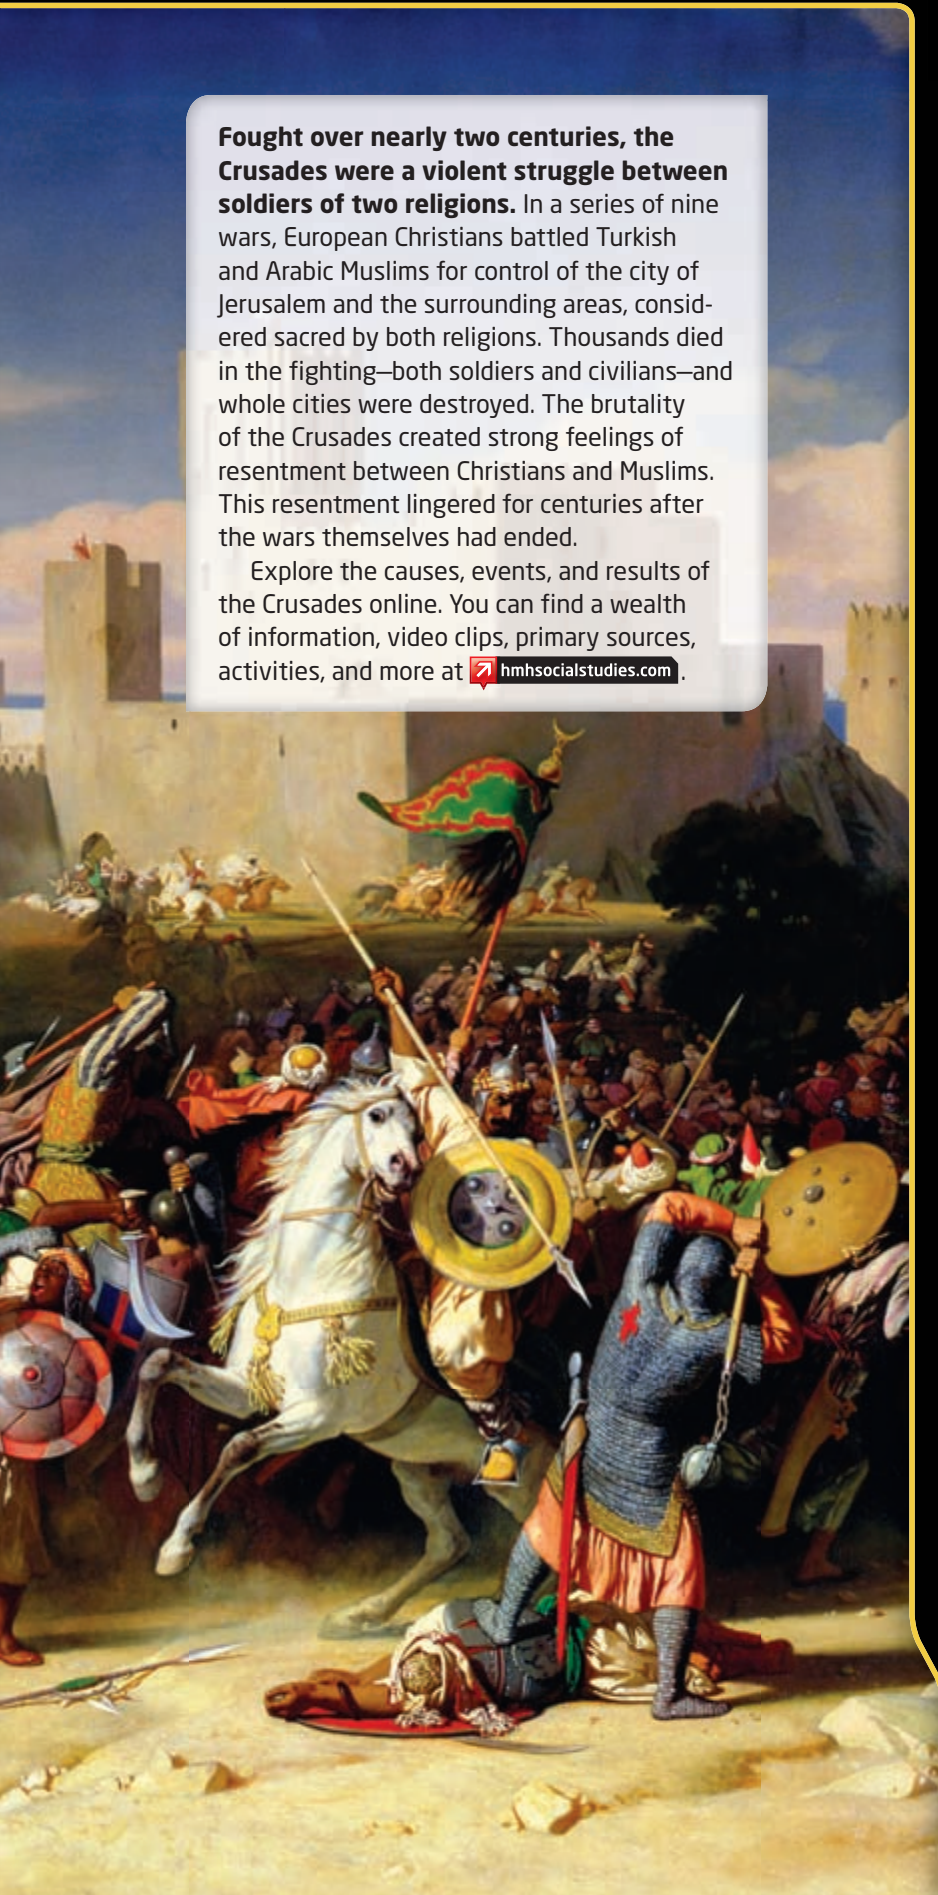 Fought over nearly two centuries, the
Crusades were a violent struggle between
soldiers of two religions. In a series of nine
wars, European Christians battled Turkish
and Arabic Muslims for control of the city of
Jerusalem and the surrounding areas, consid-
ered sacred by both religions. Thousands died
in the fighting—both soldiers and civilians—and
whole cities were destroyed. The brutality
of the Crusades created strong feelings of
resentment between Christians and Muslims.
This resentment lingered for centuries after
the wars themselves had ended.
Explore the causes, events, and results of
the Crusades online. You can find a wealth
of information, video clips, primary sources,
activities, and more at hmhsocialstudies.com.